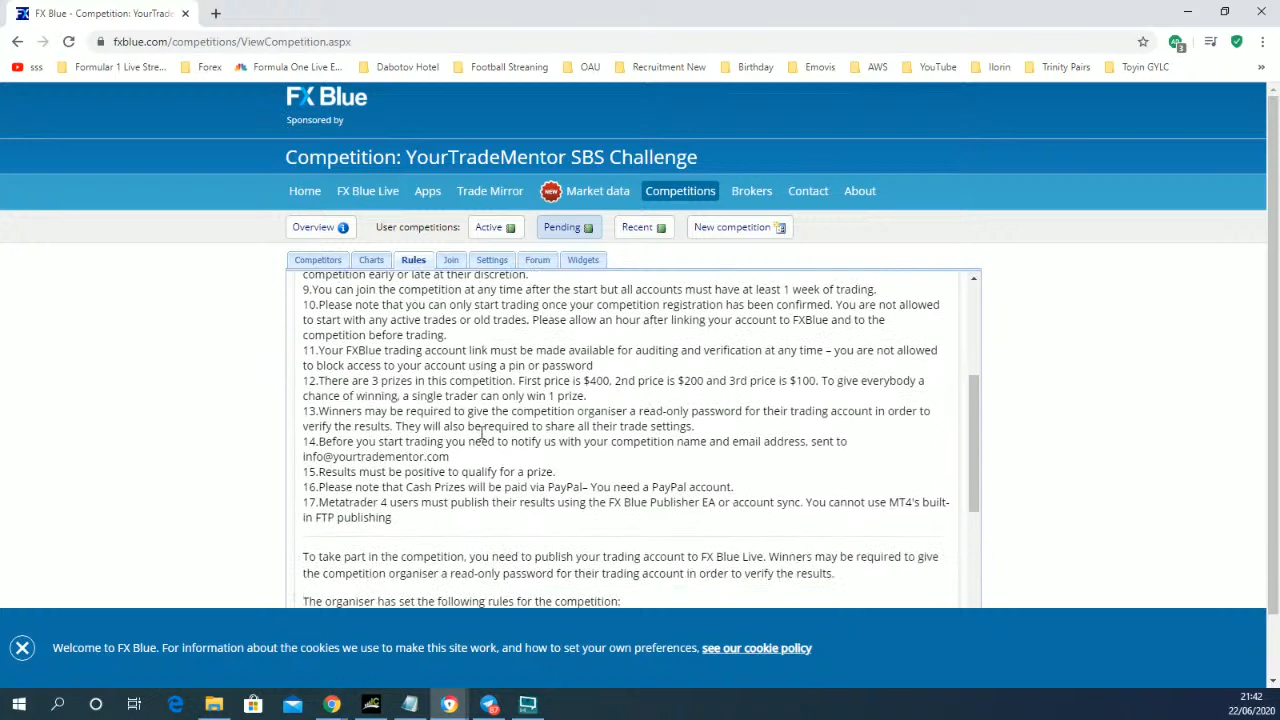 FX Blue - Competition: YourTrade
fxblue.com/competitions/ViewCompetition.aspx
3
sss
Formular 1 Live Stre...
Forex
Formula One Live E...
Dabotov Hotel
Football Streaming
OAU
Recruitment New
Birthday
Emovis
AWS
YouTube
Ilorin
Trinity Pairs
Toyin GYLC
»
FX Blue
Sponsored by
Competition: YourTradeMentor SBS Challenge
Home
FX Blue Live
Apps
Trade Mirror
NEW
Market data
Competitions
Brokers
Contact
About
Overview
User competitions:
Active
Pending
Recent
New competition
Competitors
Charts
Rules
Join
Settings
Forum
Widgets
competition early or late at their discretion.
9.You can join the competition at any time after the start but all accounts must have at least 1 week of trading.
10.Please note that you can only start trading once your competition registration has been confirmed. You are not allowed
to start with any active trades or old trades. Please allow an hour after linking your account to FXBlue and to the
competition before trading.
11.Your FXBlue trading account link must be made available for auditing and verification at any time – you are not allowed
to block access to your account using a pin or password
12.There are 3 prizes in this competition. First price is $400, 2nd price is $200 and 3rd price is $100. To give everybody a
chance of winning, a single trader can only win 1 prize.
13.Winners may be required to give the competition organiser a read-only password for their trading account in order to
verify the results. They will also be required to share all their trade settings.
14.Before you start trading you need to notify us with your competition name and email address, sent to
info@yourtradementor.com
15.Results must be positive to qualify for a prize.
16.Please note that Cash Prizes will be paid via PayPal– You need a PayPal account.
17.Metatrader 4 users must publish their results using the FX Blue Publisher EA or account sync. You cannot use MT4's built-
in FTP publishing
To take part in the competition, you need to publish your trading account to FX Blue Live. Winners may be required to give
the competition organiser a read-only password for their trading account in order to verify the results.
The organiser has set the following rules for the competition:
Welcome to FX Blue. For information about the cookies we use to make this site work, and how to set your own preferences, see our cookie policy
21:42
22/06/2020